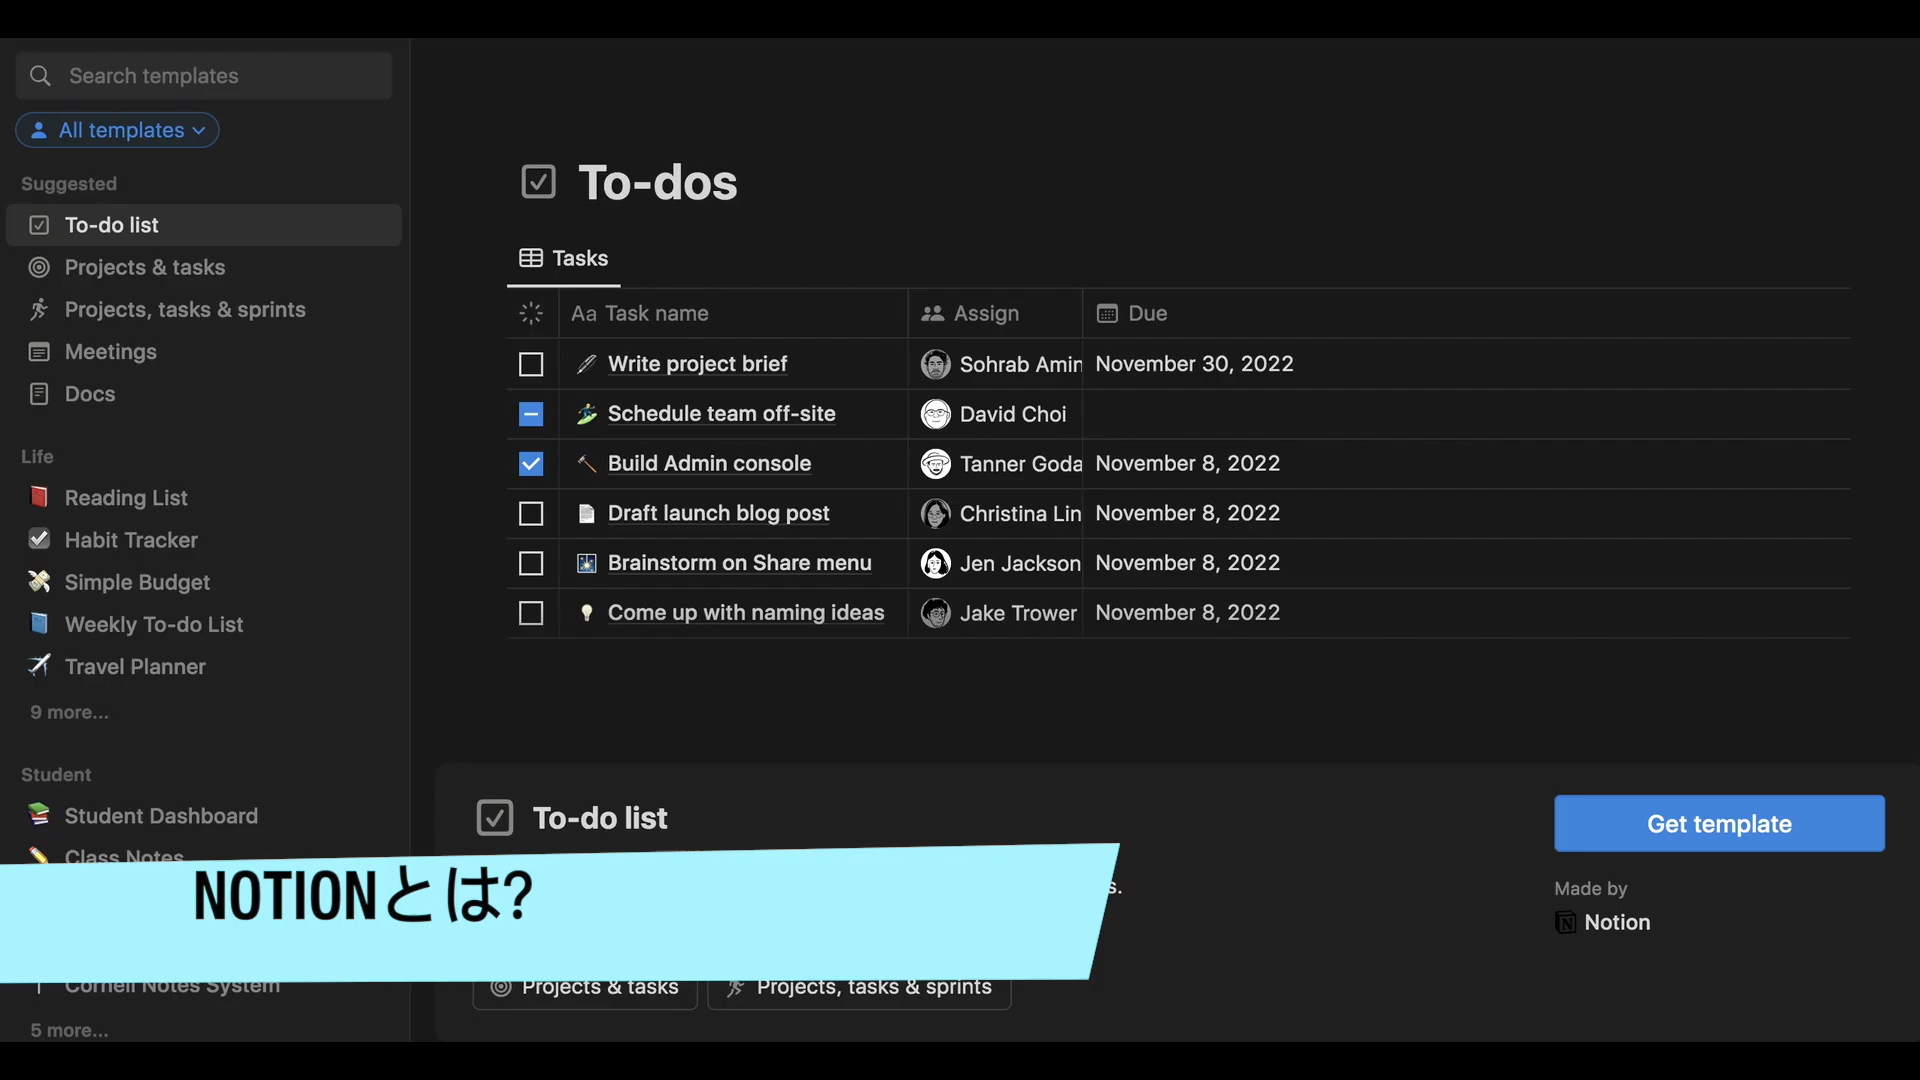 Search templates
All templates
Suggested
To-do list
Projects & tasks
Projects, tasks & sprints
Meetings
Docs
Life
Reading List
Habit Tracker
Simple Budget
Weekly To-do List
Travel Planner
9 more...
Student
Student Dashboard
Class Notes
Cornell Notes System
5 more...
To-dos
Tasks
Aa Task name Assign Due
Write project brief Sohrab Amin November 30, 2022
Schedule team off-site David Choi
Build Admin console Tanner Goda November 8, 2022
Draft launch blog post Christina Lin November 8, 2022
Brainstorm on Share menu Jen Jackson November 8, 2022
Come up with naming ideas Jake Trower November 8, 2022
To-do list
s.
Projects & tasks Projects, tasks & sprints
Get template
Made by
Notion
NOTIONとは?